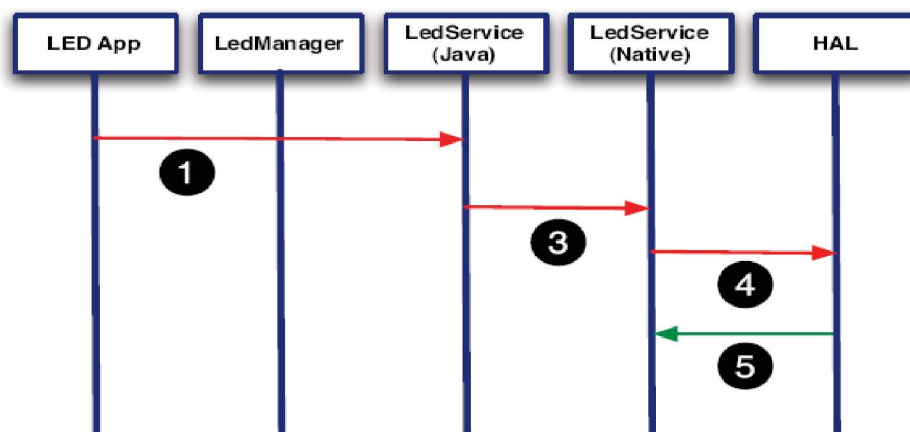 LED App
LedManager
LedService
(Java)
LedService
(Native)
HAL
1
3
4
5